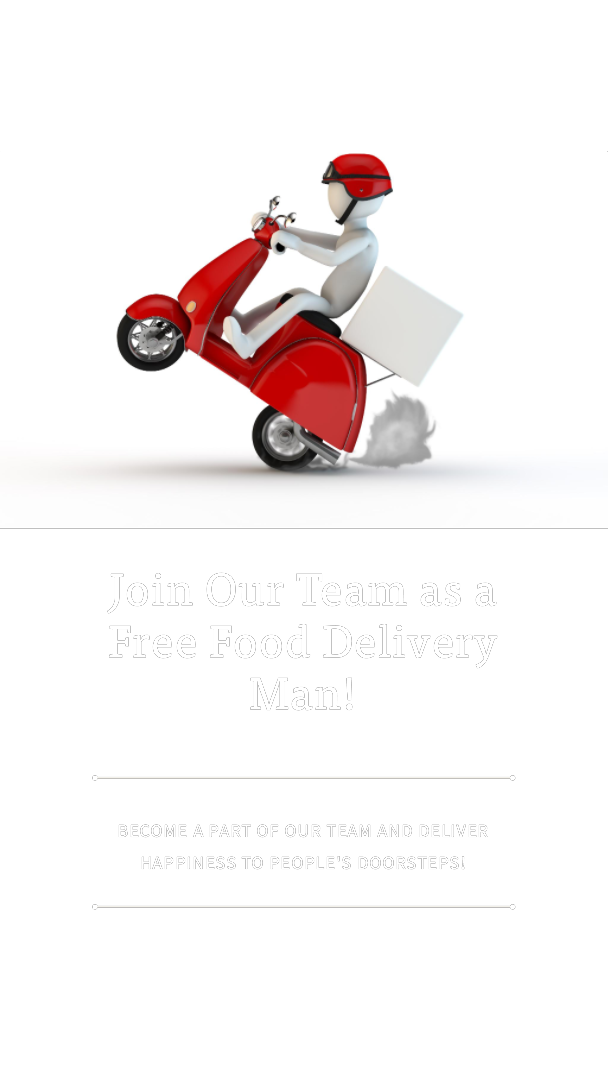 Join Our Team as a
Free Food Delivery
Man!
BECOME A PART OF OUR TEAM AND DELIVER
HAPPINESS TO PEOPLE'S DOORSTEPS!